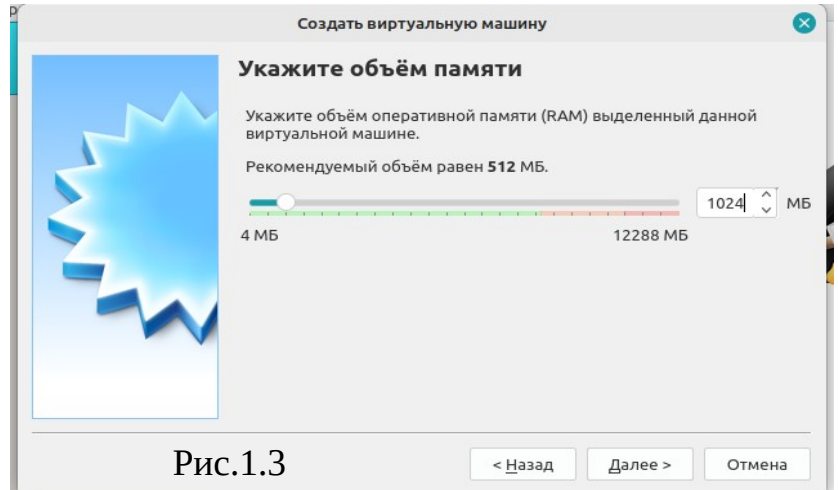 Создать виртуальную машину
Укажите объём памяти
Укажите объём оперативной памяти (RAM) выделенный данной
виртуальной машине.
Рекомендуемый объём равен 512 МБ.
1024 МБ
4 МБ 12288 МБ
Рис.1.3 < Назад Далее > Отмена